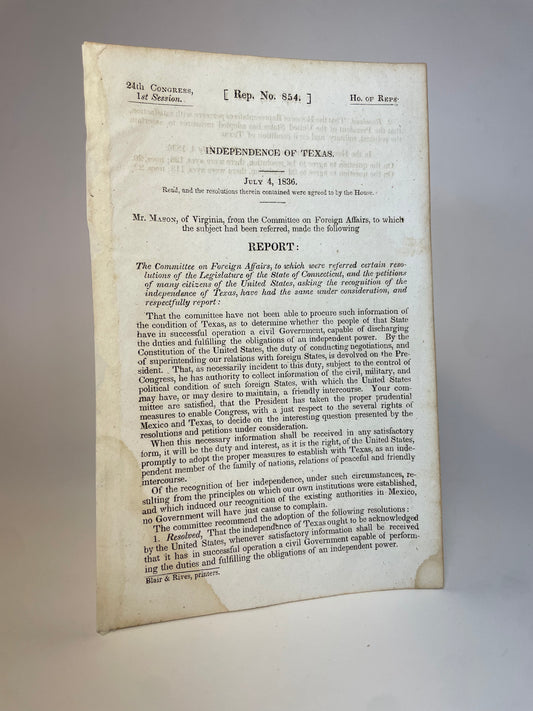 24th Congress, [ Rep. No. 854. ] Ho. of Reps.
1st Session.
INDEPENDENCE OF TEXAS.
July 4, 1836.
Read, and the resolutions therein contained were agreed to by the House.
Mr. Mason, of Virginia, from the Committee on Foreign Affairs, to which
the subject had been referred, made the following
REPORT:
The Committee on Foreign Affairs, to which were referred certain reso-
lutions of the Legislature of the State of Connecticut, and the petitions
of many citizens of the United States, asking the recognition of the
independence of Texas, have had the same under consideration, and
respectfully report:
That the committee have not been able to procure such information of
the condition of Texas, as to determine whether the people of that State
have in successful operation a civil Government, capable of discharging
the duties and fulfilling the obligations of an independent power. By the
Constitution of the United States, the duty of conducting negotiations, and
of superintending our relations with foreign States, is devolved on the Pre-
sident. That, as necessarily incident to this duty, subject to the control of
Congress, he has authority to collect information of the civil, military, and
political condition of such foreign States, with which the United States
may have, or may desire to maintain, a friendly intercourse. Your com-
mittee are satisfied, that the President has taken the proper prudential
measures to enable Congress, with a just respect to the several rights of
Mexico and Texas, to decide on the interesting question presented by the
resolutions and petitions under consideration.
When this necessary information shall be received in any satisfactory
form, it will be the duty and interest, as it is the right, of the United States,
promptly to adopt the proper measures to establish with Texas, as an inde-
pendent member of the family of nations, relations of peaceful and friendly
intercourse.
Of the recognition of her independence, under such circumstances, re-
sulting from the principles on which our own institutions were established,
and which induced our recognition of the existing authorities in Mexico,
no Government will have just cause to complain.
The committee recommend the adoption of the following resolutions:
1. Resolved, That the independence of Texas ought to be acknowledged
by the United States, whenever satisfactory information shall be received
that it has in successful operation a civil Government capable of perform-
ing the duties and fulfilling the obligations of an independent power.
Blair & Rives, printers.